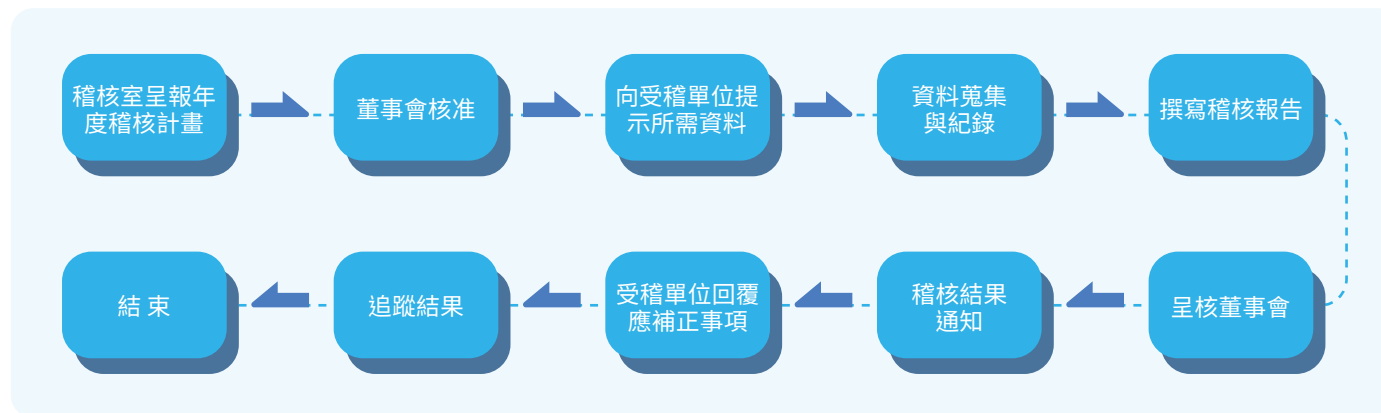 稽核室呈報年
度稽核計畫
董事會核准
向受稽單位提
示所需資料
資料蒐集
與紀錄
撰寫稽核報告
呈核董事會
稽核結果
通知
受稽單位回覆
應補正事項
追蹤結果
結 束